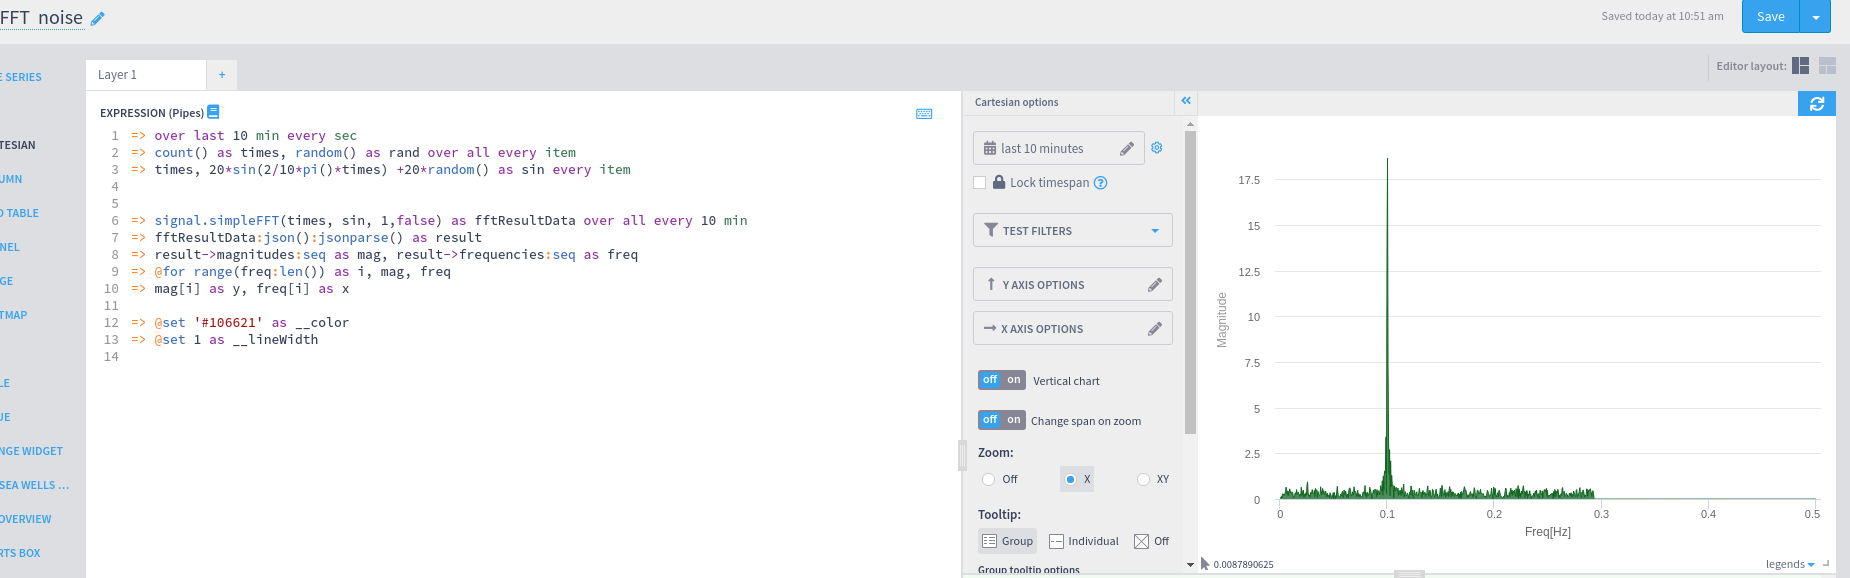 FFT noise
Saved today at 10:51 am
Save
E SERIES
Layer 1
+
Editor layout:
TESIAN
UMN
D TABLE
NEL
GE
TMAP
LE
UE
NGE WIDGET
SEA WELLS ...
OVERVIEW
RTS BOX
EXPRESSION (Pipes)
1 => over last 10 min every sec
2 => count() as times, random() as rand over all every item
3 => times, 20*sin(2/10*pi()*times) +20*random() as sin every item
4
5
6 => signal.simpleFFT(times, sin, 1,false) as fftResultData over all every 10 min
7 => fftResultData:json():jsonparse() as result
8 => result->magnitudes:seq as mag, result->frequencies:seq as freq
9 => @for range(freq:len()) as i, mag, freq
10 => mag[i] as y, freq[i] as x
11
12 => @set '#106621' as __color
13 => @set 1 as __lineWidth
14
Cartesian options
last 10 minutes
Lock timespan ?
TEST FILTERS
Y AXIS OPTIONS
X AXIS OPTIONS
off on Vertical chart
off on Change span on zoom
Zoom:
Off X XY
Tooltip:
Group Individual Off
Group tooltip options
Magnitude
17.5
15
12.5
10
7.5
5
2.5
0
0 0.1 0.2 0.3 0.4 0.5
Freq[Hz]
0.0087890625
legends